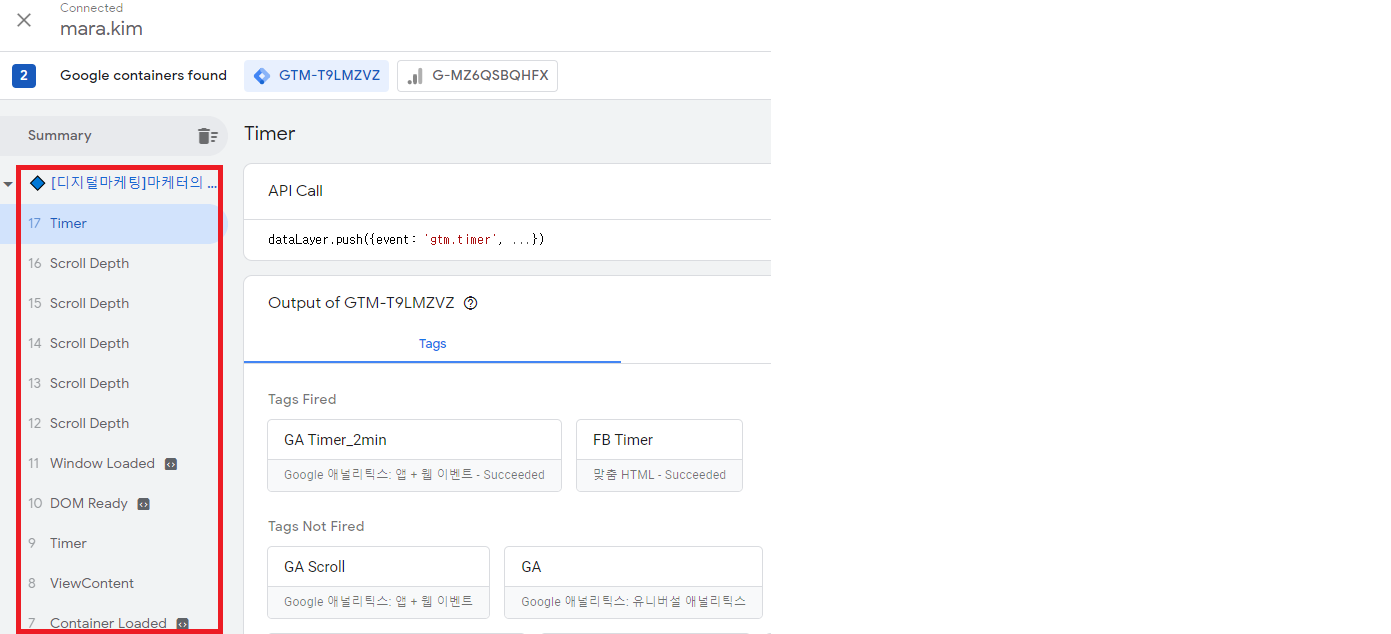 Connected
mara.kim
2 Google containers found GTM-T9LMZVZ G-MZ6QSBQHFX
Summary
[디지털마케팅]마케터의 ...
17 Timer
16 Scroll Depth
15 Scroll Depth
14 Scroll Depth
13 Scroll Depth
12 Scroll Depth
11 Window Loaded
10 DOM Ready
9 Timer
8 ViewContent
7 Container Loaded
Timer
API Call
dataLayer.push({event: 'gtm.timer', ...})
Output of GTM-T9LMZVZ
Tags
Tags Fired
GA Timer_2min
Google 애널리틱스: 앱 + 웹 이벤트 - Succeeded
FB Timer
맞춤 HTML - Succeeded
Tags Not Fired
GA Scroll
Google 애널리틱스: 앱 + 웹 이벤트
GA
Google 애널리틱스: 유니버설 애널리틱스